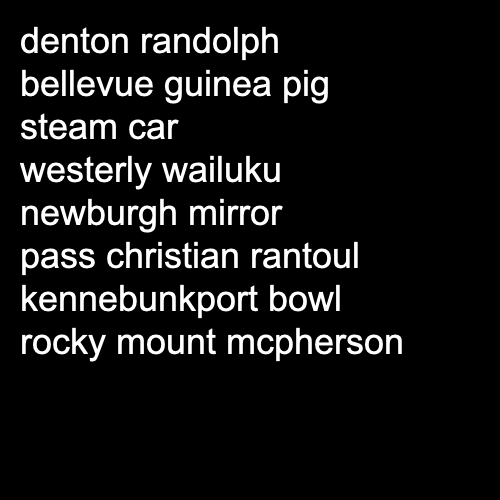 denton randolph
bellevue guinea pig
steam car
westerly wailuku
newburgh mirror
pass christian rantoul
kennebunkport bowl
rocky mount mcpherson